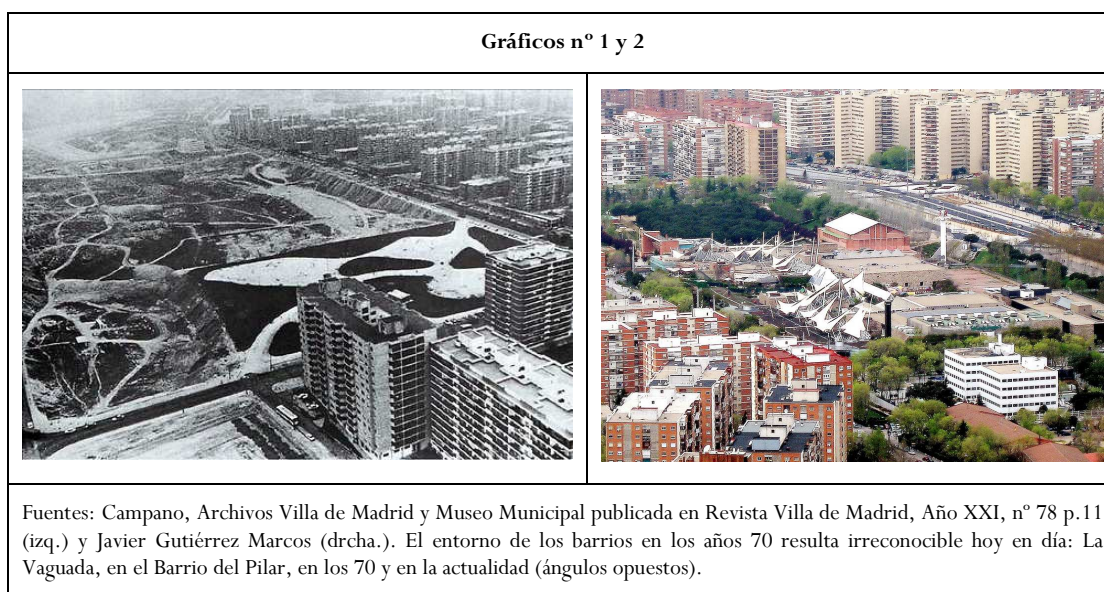 Gráficos nº 1 y 2
Fuentes: Campano, Archivos Villa de Madrid y Museo Municipal publicada en Revista Villa de Madrid, Año XXI, nº 78 p.11
(izq.) y Javier Gutiérrez Marcos (drcha.). El entorno de los barrios en los años 70 resulta irreconocible hoy en día: La
Vaguada, en el Barrio del Pilar, en los 70 y en la actualidad (ángulos opuestos).